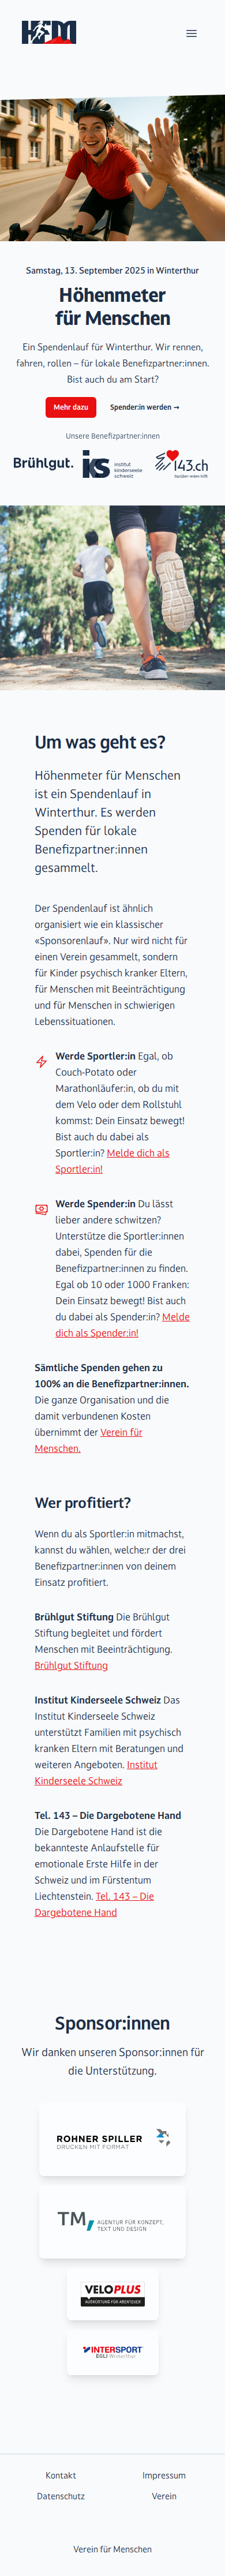 HFM
Samstag, 13. September 2025 in Winterthur
Höhenmeter
für Menschen
Ein Spendenlauf für Winterthur. Wir rennen,
fahren, rollen – für lokale Benefizpartner:innen.
Bist auch du am Start?
Mehr dazu
Spender:in werden →
Unsere Benefizpartner:innen
Brühlgut.
iks institut
kinderseele
schweiz
143.ch
Darüber reden hilft
Um was geht es?
Höhenmeter für Menschen
ist ein Spendenlauf in
Winterthur. Es werden
Spenden für lokale
Benefizpartner:innen
gesammelt.
Der Spendenlauf ist ähnlich
organisiert wie ein klassischer
«Sponsorenlauf». Nur wird nicht für
einen Verein gesammelt, sondern
für Kinder psychisch kranker Eltern,
für Menschen mit Beeinträchtigung
und für Menschen in schwierigen
Lebenssituationen.
Werde Sportler:in Egal, ob
Couch-Potato oder
Marathonläufer:in, ob du mit
dem Velo oder dem Rollstuhl
kommst: Dein Einsatz bewegt!
Bist auch du dabei als
Sportler:in? Melde dich als
Sportler:in!
Werde Spender:in Du lässt
lieber andere schwitzen?
Unterstütze die Sportler:innen
dabei, Spenden für die
Benefizpartner:innen zu finden.
Egal ob 10 oder 1000 Franken:
Dein Einsatz bewegt! Bist auch
du dabei als Spender:in? Melde
dich als Spender:in!
Sämtliche Spenden gehen zu
100% an die Benefizpartner:innen.
Die ganze Organisation und die
damit verbundenen Kosten
übernimmt der Verein für
Menschen.
Wer profitiert?
Wenn du als Sportler:in mitmachst,
kannst du wählen, welche:r der drei
Benefizpartner:innen von deinem
Einsatz profitiert.
Brühlgut Stiftung Die Brühlgut
Stiftung begleitet und fördert
Menschen mit Beeinträchtigung.
Brühlgut Stiftung
Institut Kinderseele Schweiz Das
Institut Kinderseele Schweiz
unterstützt Familien mit psychisch
kranken Eltern mit Beratungen und
weiteren Angeboten. Institut
Kinderseele Schweiz
Tel. 143 – Die Dargebotene Hand
Die Dargebotene Hand ist die
bekannteste Anlaufstelle für
emotionale Erste Hilfe in der
Schweiz und im Fürstentum
Liechtenstein. Tel. 143 – Die
Dargebotene Hand
Sponsor:innen
Wir danken unseren Sponsor:innen für
die Unterstützung.
ROHNER SPILLER
DRUCKEN MIT FORMAT
TM AGENTUR FÜR KONZEPT,
TEXT UND DESIGN
VELOPLUS
AUSRÜSTUNG FÜR ABENTEUER
INTERSPORT
EGLI Winterthur
Kontakt
Impressum
Datenschutz
Verein
Verein für Menschen